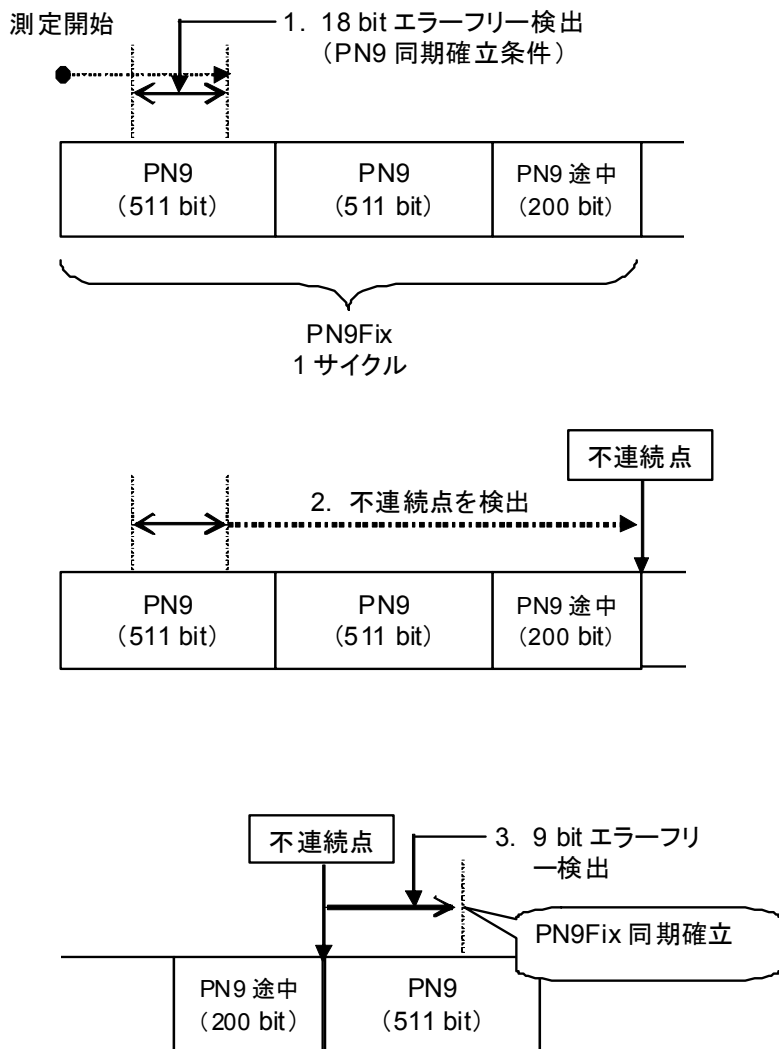 測定開始
1. 18 bit エラーフリー検出
（PN9 同期確立条件）
PN9
（511 bit）
PN9
（511 bit）
PN9 途中
（200 bit）
PN9Fix
1 サイクル
不連続点
2. 不連続点を検出
PN9
（511 bit）
PN9
（511 bit）
PN9 途中
（200 bit）
不連続点
3. 9 bit エラーフリ
ー検出
PN9Fix 同期確立
PN9 途中
（200 bit）
PN9
（511 bit）